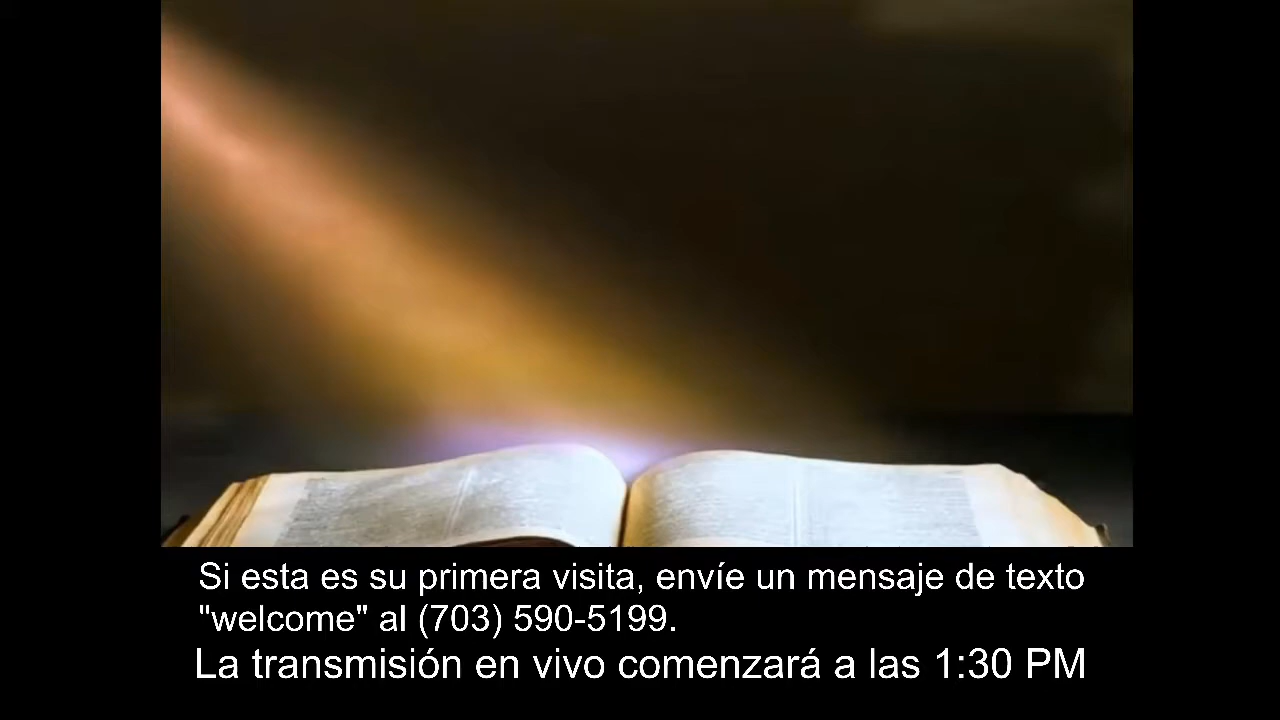 Si esta es su primera visita, envíe un mensaje de texto
"welcome" al (703) 590-5199.
La transmisión en vivo comenzará a las 1:30 PM